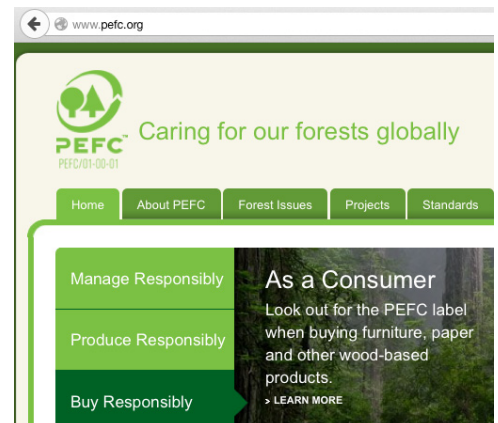 www.pefc.org
PEFC™
PEFC/01-00-01
Caring for our forests globally
Home
About PEFC
Forest Issues
Projects
Standards
Manage Responsibly
Produce Responsibly
Buy Responsibly
As a Consumer
Look out for the PEFC label
when buying furniture, paper
and other wood-based
products.
> LEARN MORE